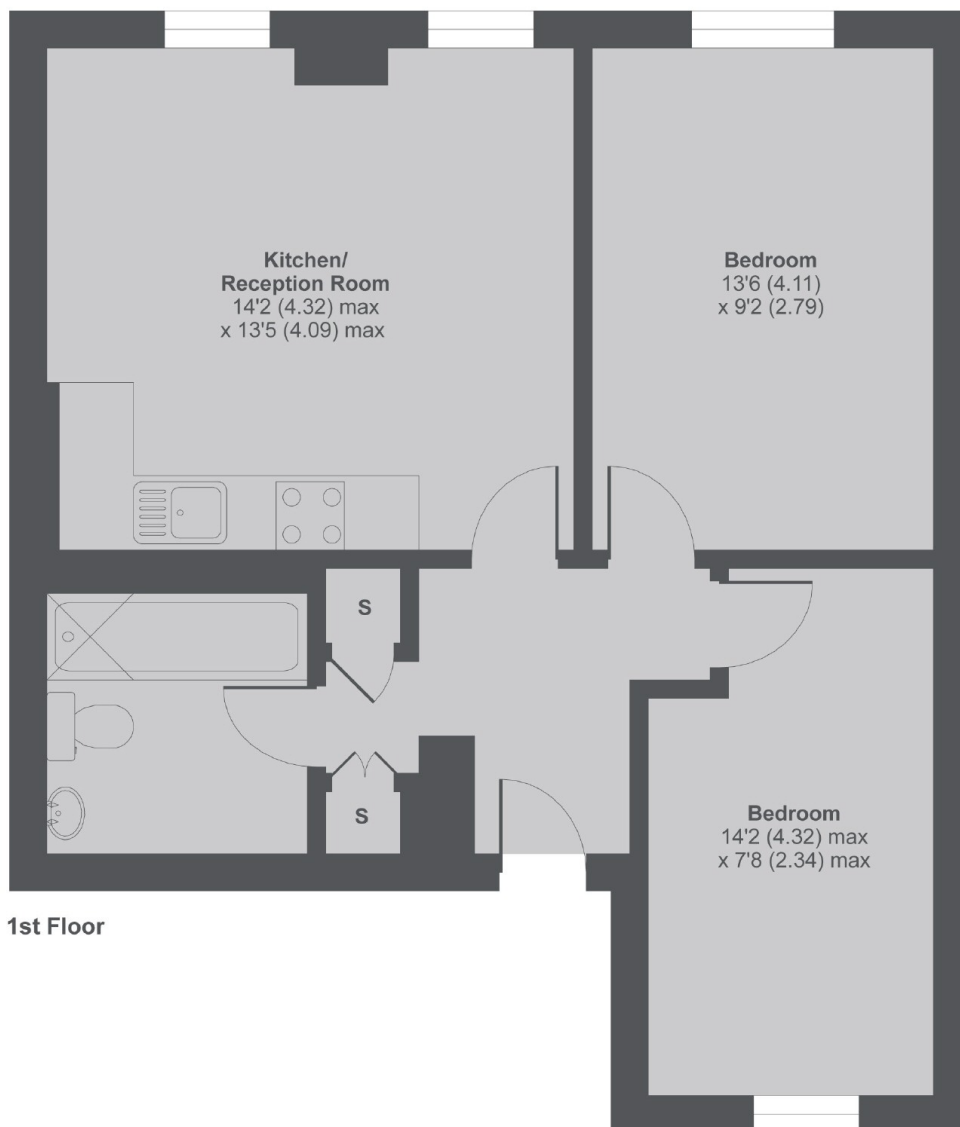 Kitchen/
Reception Room
14'2 (4.32) max
x 13'5 (4.09) max
Bedroom
13'6 (4.11)
x 9'2 (2.79)
S
S
Bedroom
14'2 (4.32) max
x 7'8 (2.34) max
1st Floor